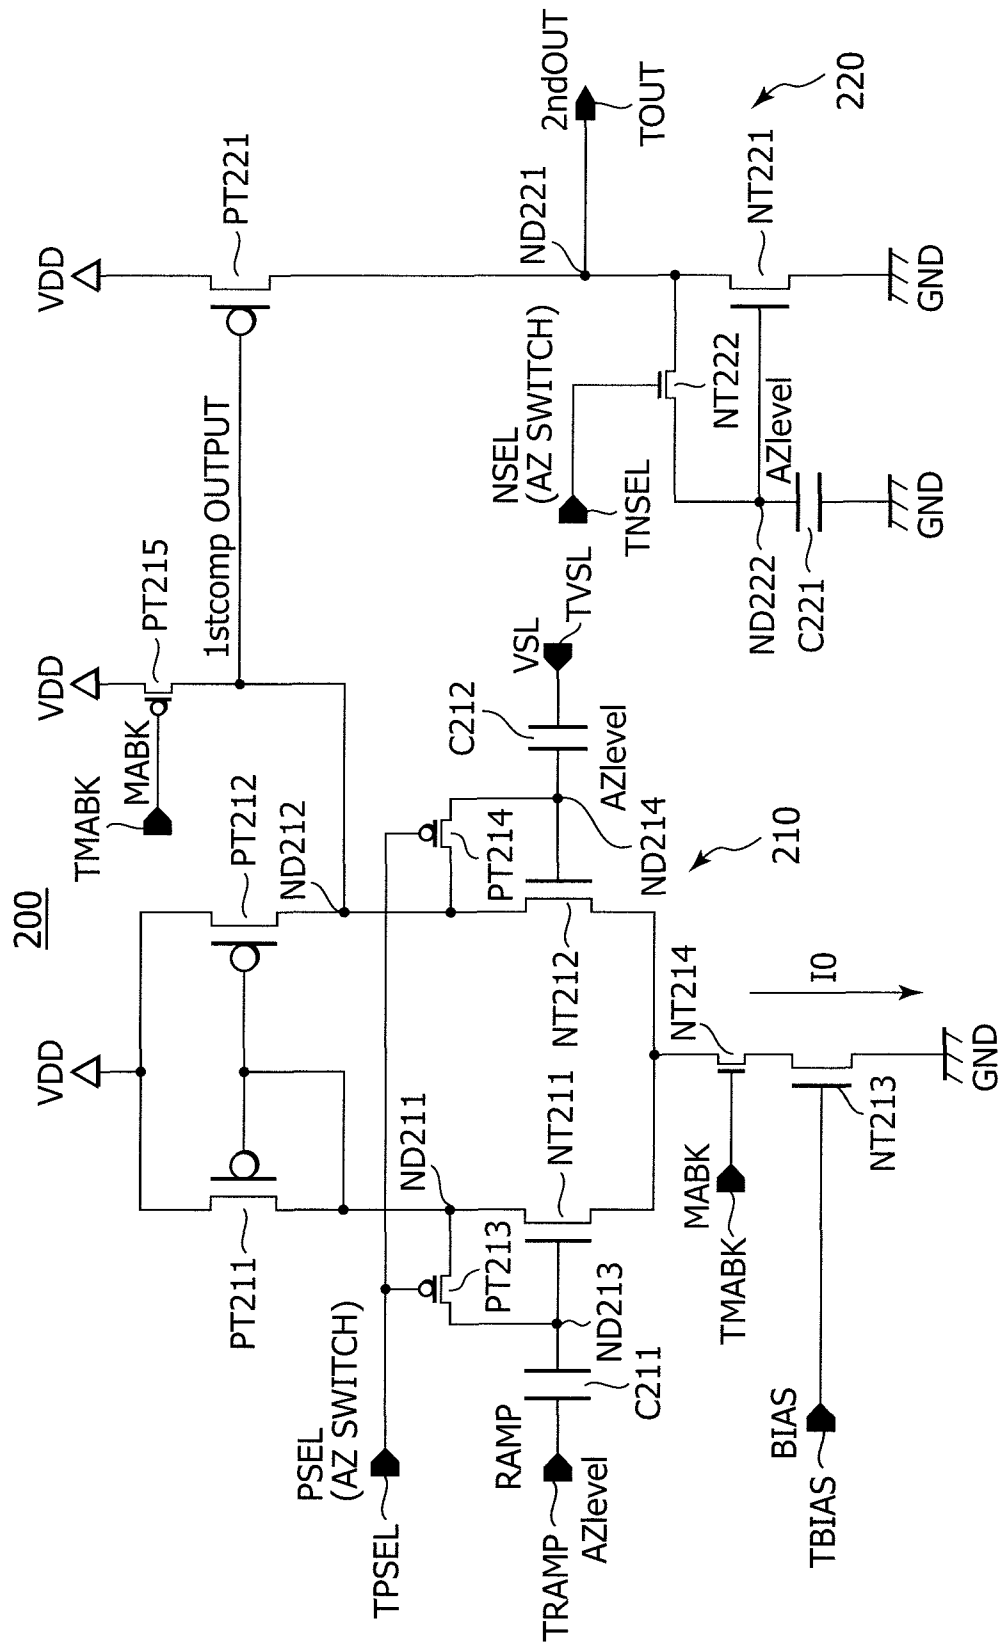 200
VDD
VDD
VDD
TMABK
MABK
PT215
PT221
PT211
PT212
1stcomp OUTPUT
PSEL
(AZ SWITCH)
TPSEL
ND211
ND212
PT213
PT214
C212
VSL
TVSL
NSEL
(AZ SWITCH)
TNSEL
ND221
2ndOUT
TOUT
RAMP
TRAMP
AZlevel
C211
ND213
NT211
NT212
ND214
AZlevel
NT222
AZlevel
NT221
ND222
C221
GND
GND
220
210
MABK
TMABK
NT214
I0
BIAS
TBIAS
NT213
GND